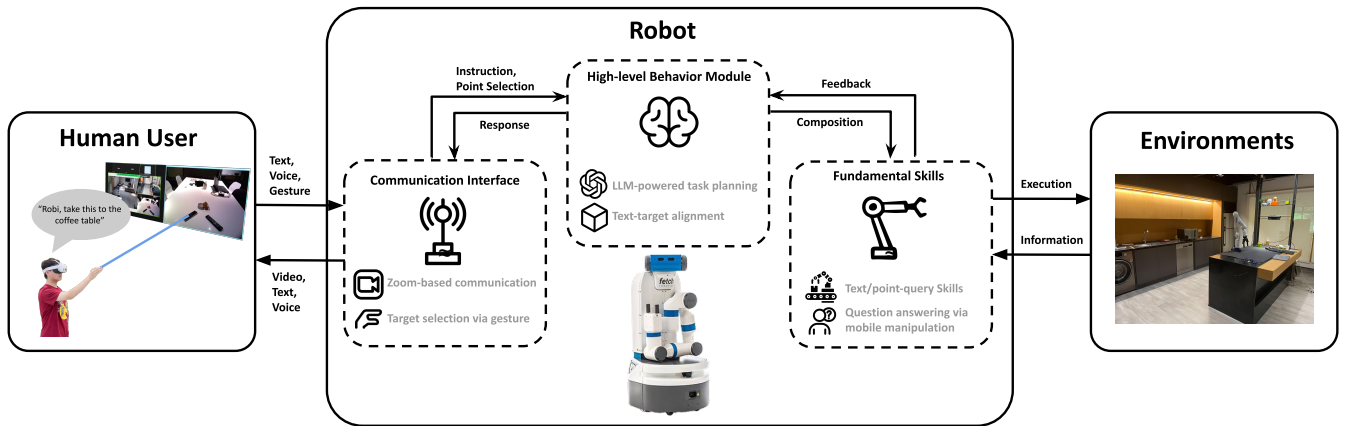 Robot
Human User
"Robi, take this to the
coffee table"
Text,
Voice,
Gesture
Video,
Text,
Voice
Communication Interface
Zoom-based communication
Target selection via gesture
Instruction,
Point Selection
Response
High-level Behavior Module
LLM-powered task planning
Text-target alignment
fetch
Feedback
Composition
Fundamental Skills
Text/point-query Skills
Question answering via
mobile manipulation
Execution
Information
Environments